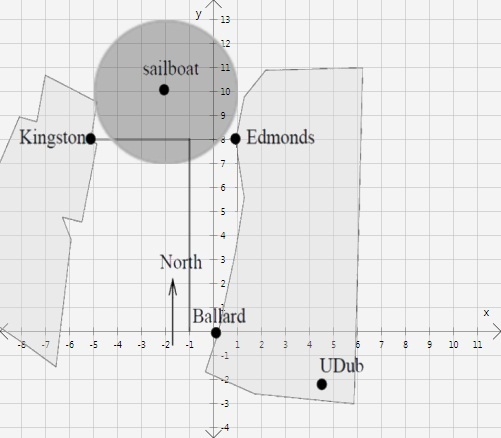 y
13
12
11
sailboat
10
9
Kingston 8 Edmonds
7
6
5
4
North 3
2
Ballard 1
x
-8 -7 -6 -5 -4 -3 -2 -1 1 2 3 4 5 6 7 8 9 10 11
-1
UDub
-2
-3
-4